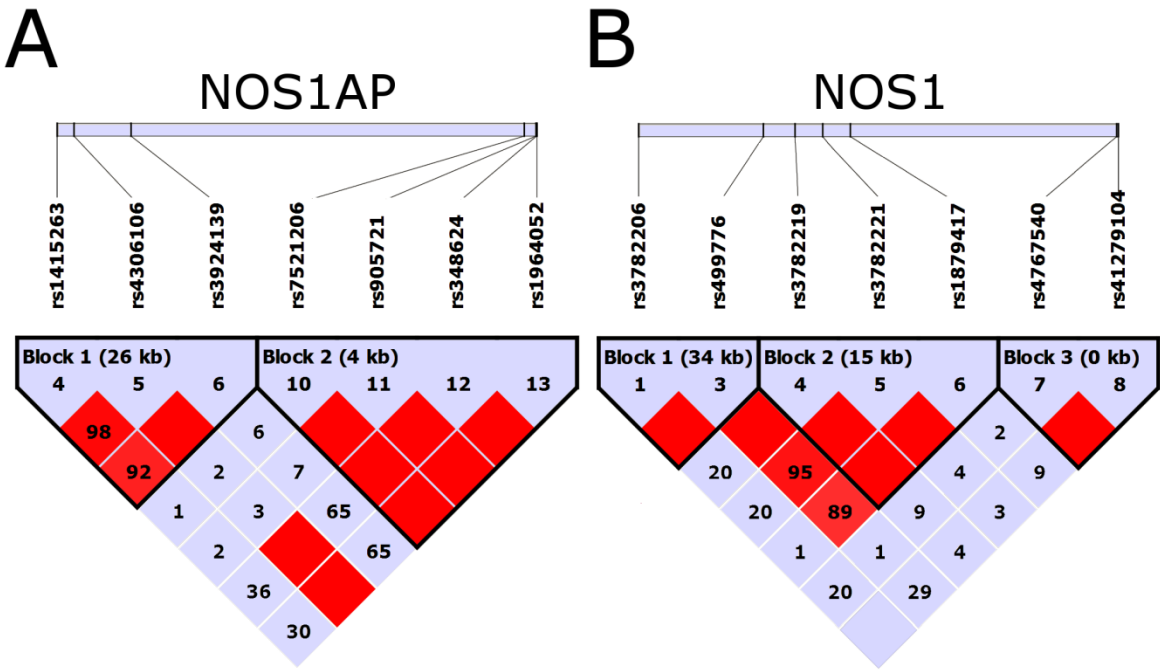 A
B
NOS1AP
NOS1
rs1415263
rs4306106
rs3924139
rs7521206
rs905721
rs348624
rs1964052
rs3782206
rs499776
rs3782219
rs3782221
rs1879417
rs4767540
rs41279104
Block 1 (26 kb)
Block 2 (4 kb)
4 5 6 10 11 12 13
98 6
92 2 7
1 3 65
2 65
36
30
Block 1 (34 kb)
Block 2 (15 kb)
Block 3 (0 kb)
1 3 4 5 6 7 8
2
20 95 4 9
20 89 9 3
1 1 4
20 29